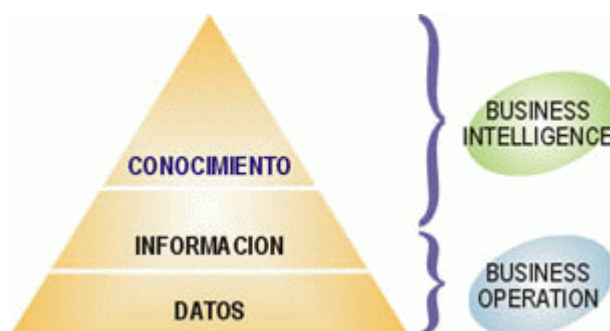 CONOCIMIENTO
INFORMACION
DATOS
BUSINESS
INTELLIGENCE
BUSINESS
OPERATION